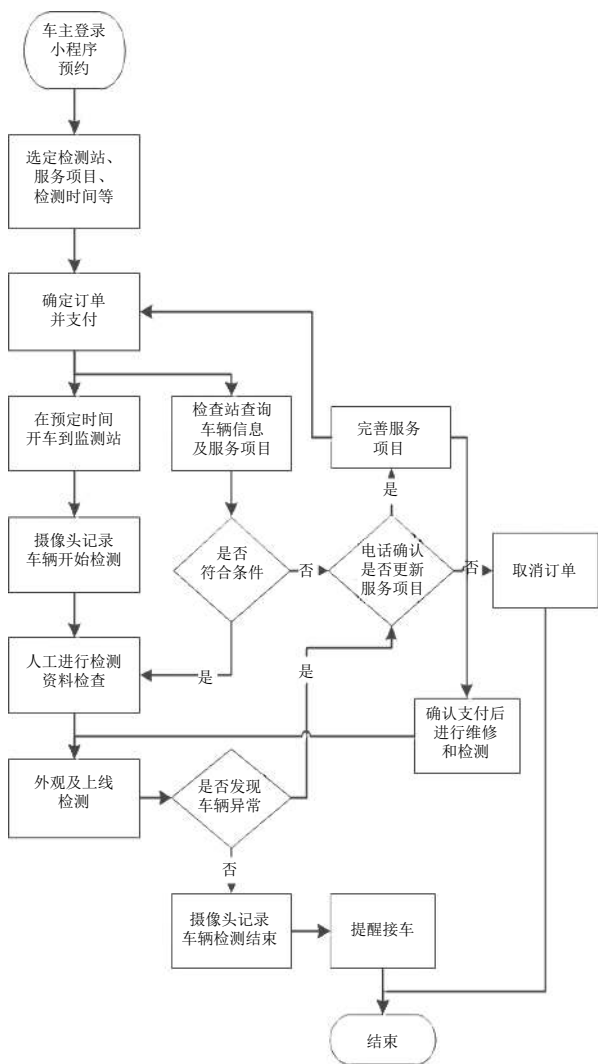 车主登录
小程序
预约
选定检测站、
服务项目、
检测时间等
确定订单
并支付
在预定时间
开车到监测站
检查站查询
车辆信息
及服务项目
完善服务
项目
是
摄像头记录
车辆开始检测
是否
符合条件
否
电话确认
是否更新
服务项目
否
取消订单
人工进行检测
资料检查
是
确认支付后
进行维修
和检测
外观及上线
检测
是否发现
车辆异常
否
摄像头记录
车辆检测结束
提醒接车
结束